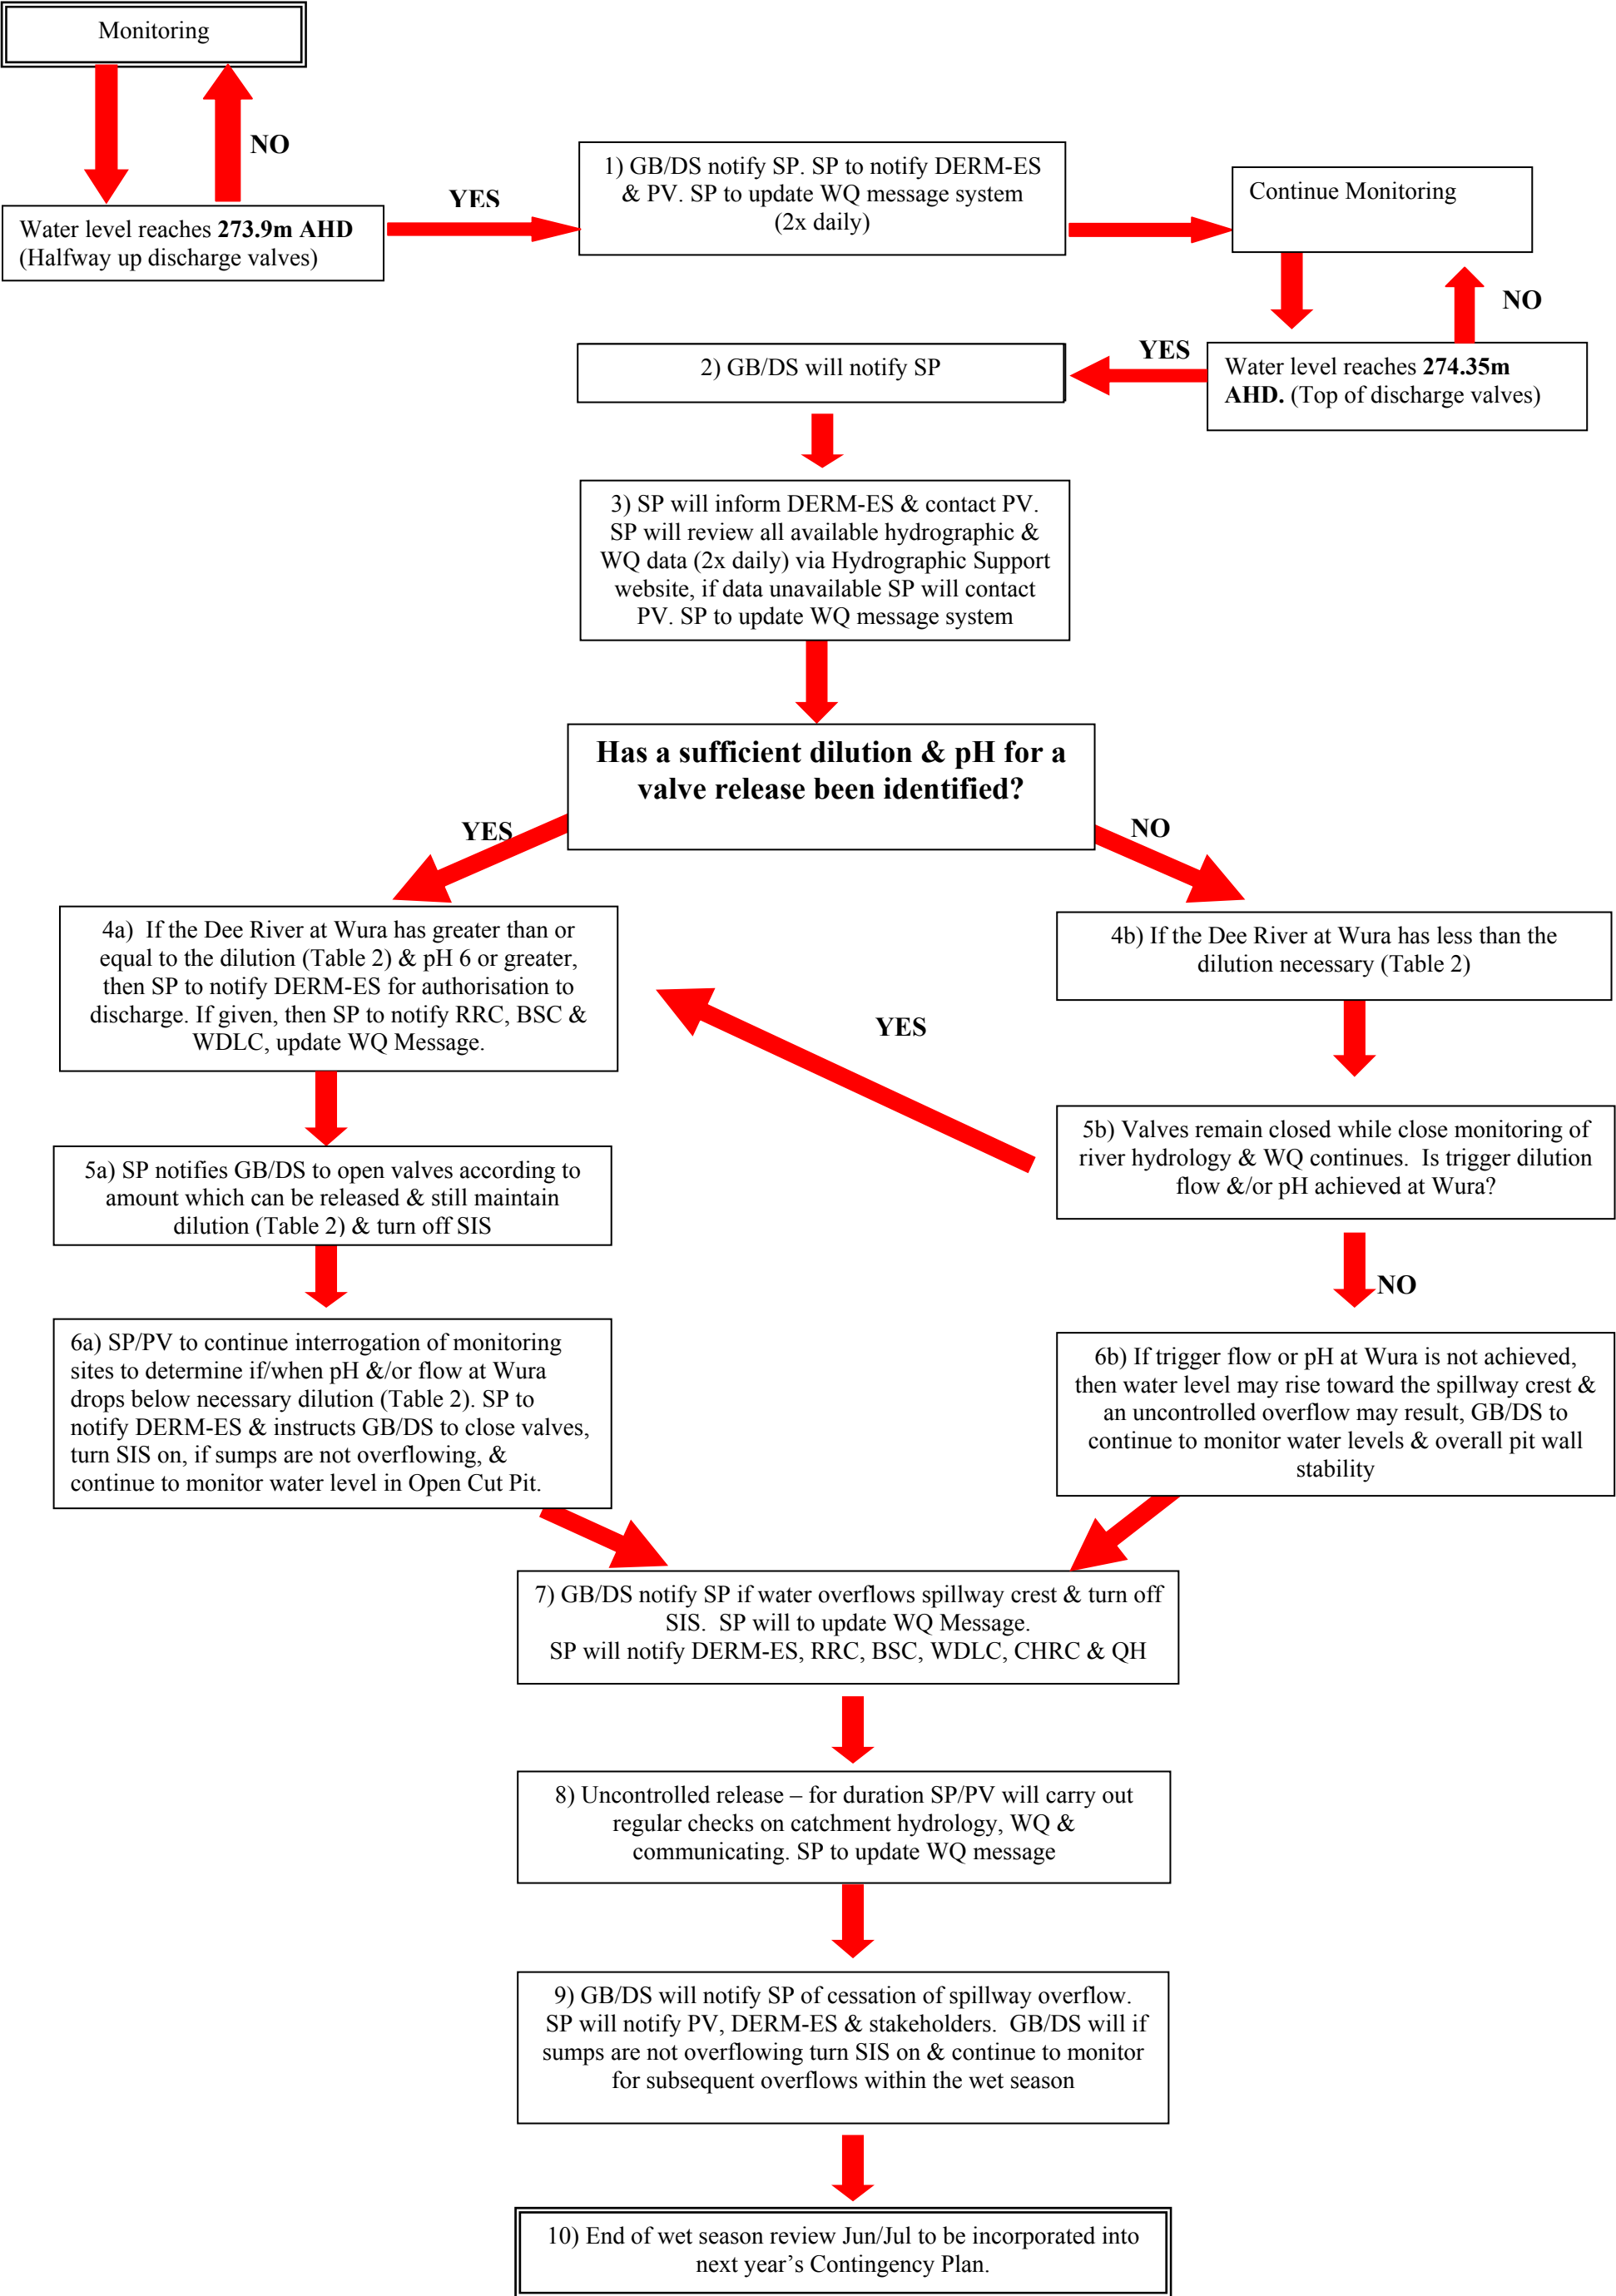 Monitoring
NO
Water level reaches 273.9m AHD
(Halfway up discharge valves)
YES
1) GB/DS notify SP. SP to notify DERM-ES
& PV. SP to update WQ message system
(2x daily)
Continue Monitoring
NO
Water level reaches 274.35m
AHD. (Top of discharge valves)
YES
2) GB/DS will notify SP
3) SP will inform DERM-ES & contact PV.
SP will review all available hydrographic &
WQ data (2x daily) via Hydrographic Support
website, if data unavailable SP will contact
PV. SP to update WQ message system
Has a sufficient dilution & pH for a
valve release been identified?
YES
NO
4a) If the Dee River at Wura has greater than or
equal to the dilution (Table 2) & pH 6 or greater,
then SP to notify DERM-ES for authorisation to
discharge. If given, then SP to notify RRC, BSC &
WDLC, update WQ Message.
4b) If the Dee River at Wura has less than the
dilution necessary (Table 2)
YES
5a) SP notifies GB/DS to open valves according to
amount which can be released & still maintain
dilution (Table 2) & turn off SIS
5b) Valves remain closed while close monitoring of
river hydrology & WQ continues. Is trigger dilution
flow &/or pH achieved at Wura?
NO
6a) SP/PV to continue interrogation of monitoring
sites to determine if/when pH &/or flow at Wura
drops below necessary dilution (Table 2). SP to
notify DERM-ES & instructs GB/DS to close valves,
turn SIS on, if sumps are not overflowing, &
continue to monitor water level in Open Cut Pit.
6b) If trigger flow or pH at Wura is not achieved,
then water level may rise toward the spillway crest &
an uncontrolled overflow may result, GB/DS to
continue to monitor water levels & overall pit wall
stability
7) GB/DS notify SP if water overflows spillway crest & turn off
SIS. SP will to update WQ Message.
SP will notify DERM-ES, RRC, BSC, WDLC, CHRC & QH
8) Uncontrolled release – for duration SP/PV will carry out
regular checks on catchment hydrology, WQ &
communicating. SP to update WQ message
9) GB/DS will notify SP of cessation of spillway overflow.
SP will notify PV, DERM-ES & stakeholders. GB/DS will if
sumps are not overflowing turn SIS on & continue to monitor
for subsequent overflows within the wet season
10) End of wet season review Jun/Jul to be incorporated into
next year’s Contingency Plan.